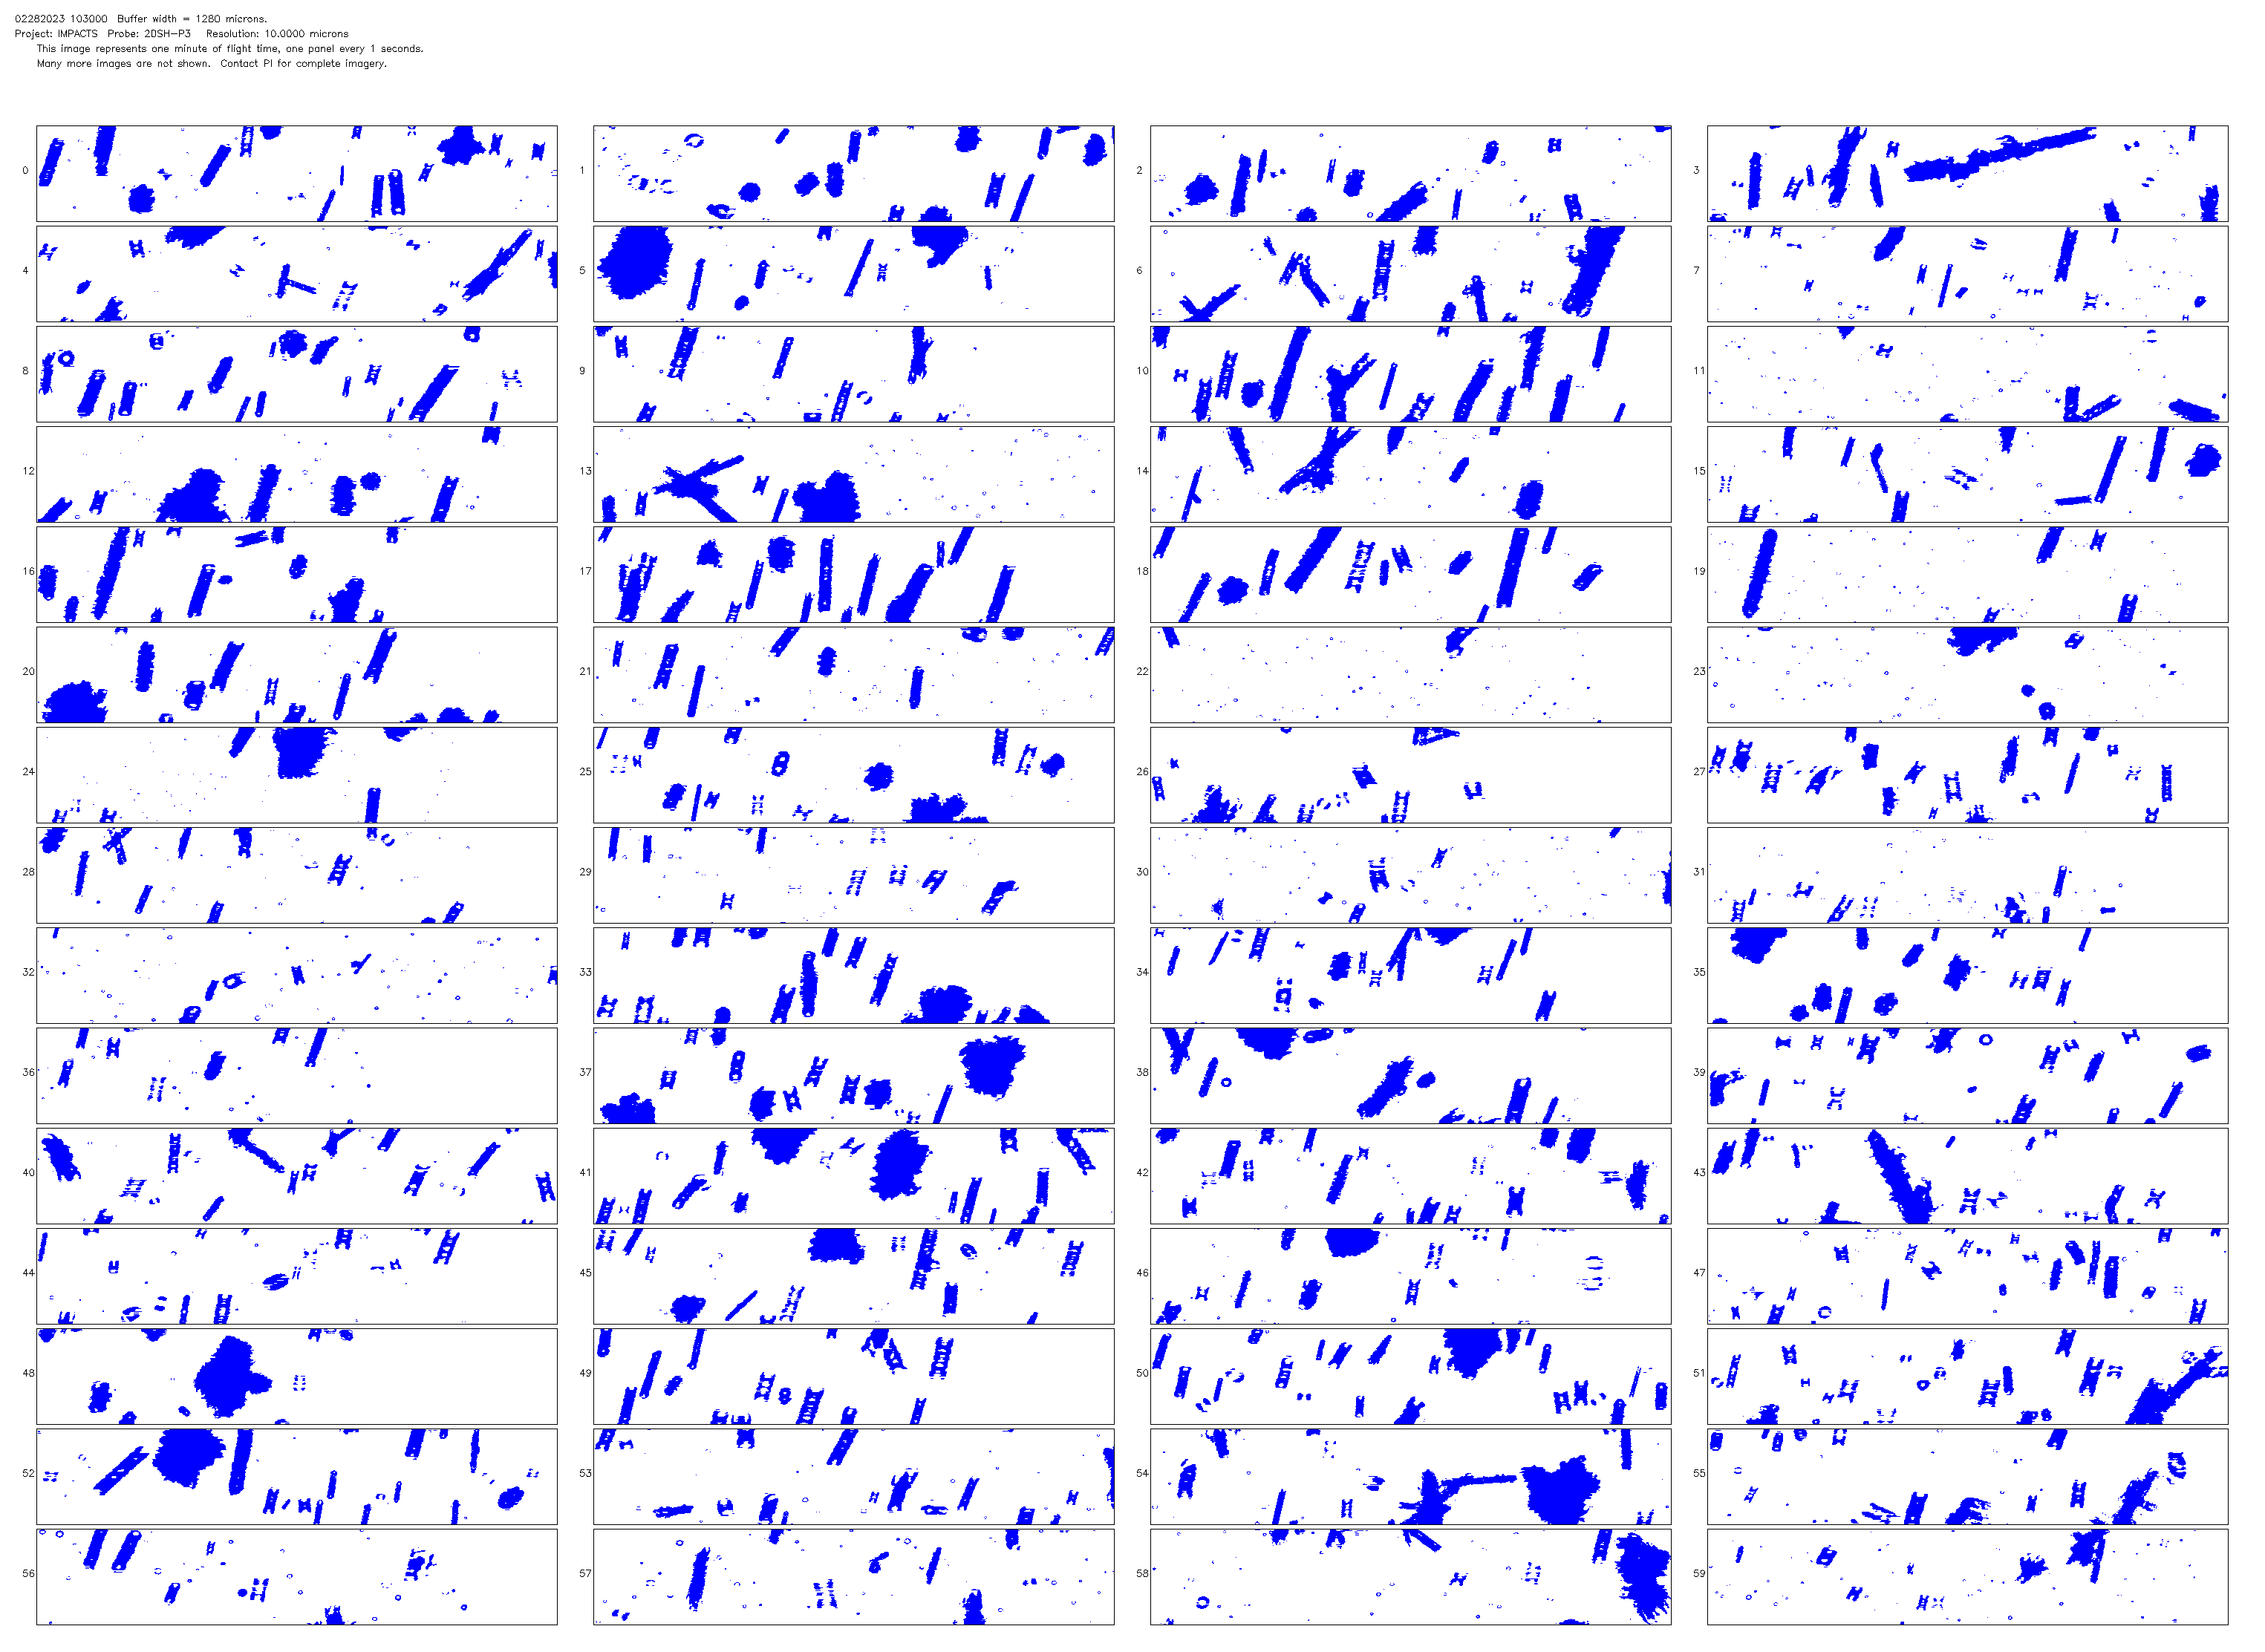 02282023 103000  Buffer width = 1280 microns.
Project: IMPACTS  Probe: 2DSH-P3  Resolution: 10.0000 microns
This image represents one minute of flight time, one panel every 1 seconds.
Many more images are not shown.  Contact PI for complete imagery.
0 1 2 3
4 5 6 7
8 9 10 11
12 13 14 15
16 17 18 19
20 21 22 23
24 25 26 27
28 29 30 31
32 33 34 35
36 37 38 39
40 41 42 43
44 45 46 47
48 49 50 51
52 53 54 55
56 57 58 59